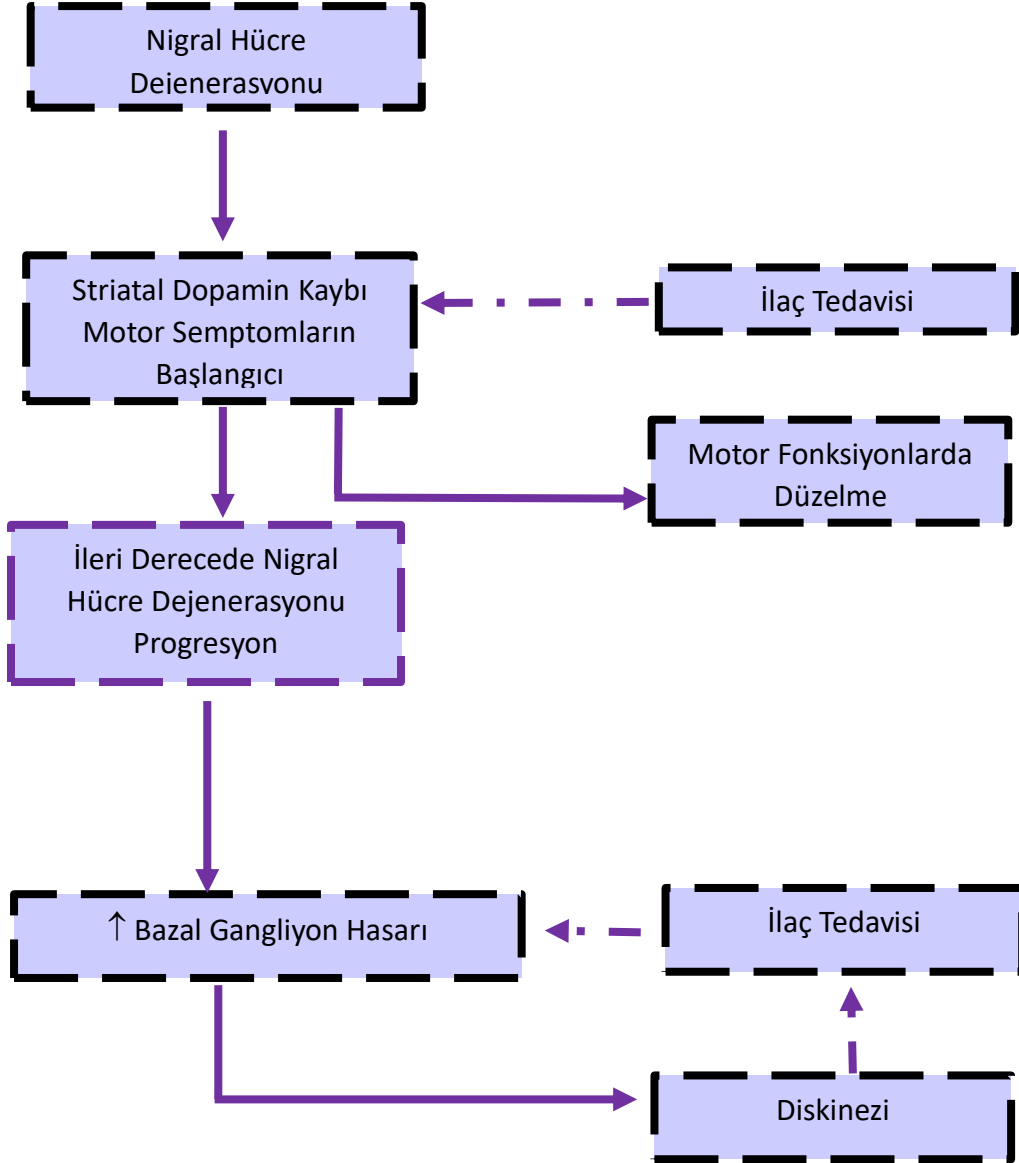 Nigral Hücre
Dejenerasyonu
Striatal Dopamin Kaybı
Motor Semptomların
Başlangıcı
İlaç Tedavisi
Motor Fonksiyonlarda
Düzelme
İleri Derecede Nigral
Hücre Dejenerasyonu
Progresyon
↑ Bazal Gangliyon Hasarı
İlaç Tedavisi
Diskinezi